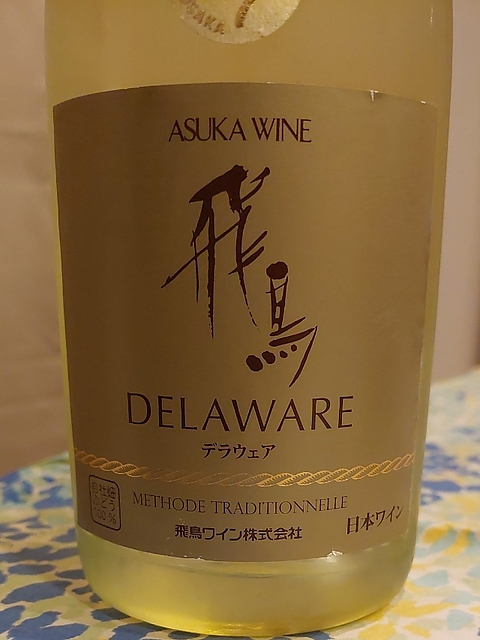 OSAKA
ASUKA WINE
飛鳥
DELAWARE
デラウェア
METHODE TRADITIONNELLE
飛鳥ワイン株式会社
日本ワイン